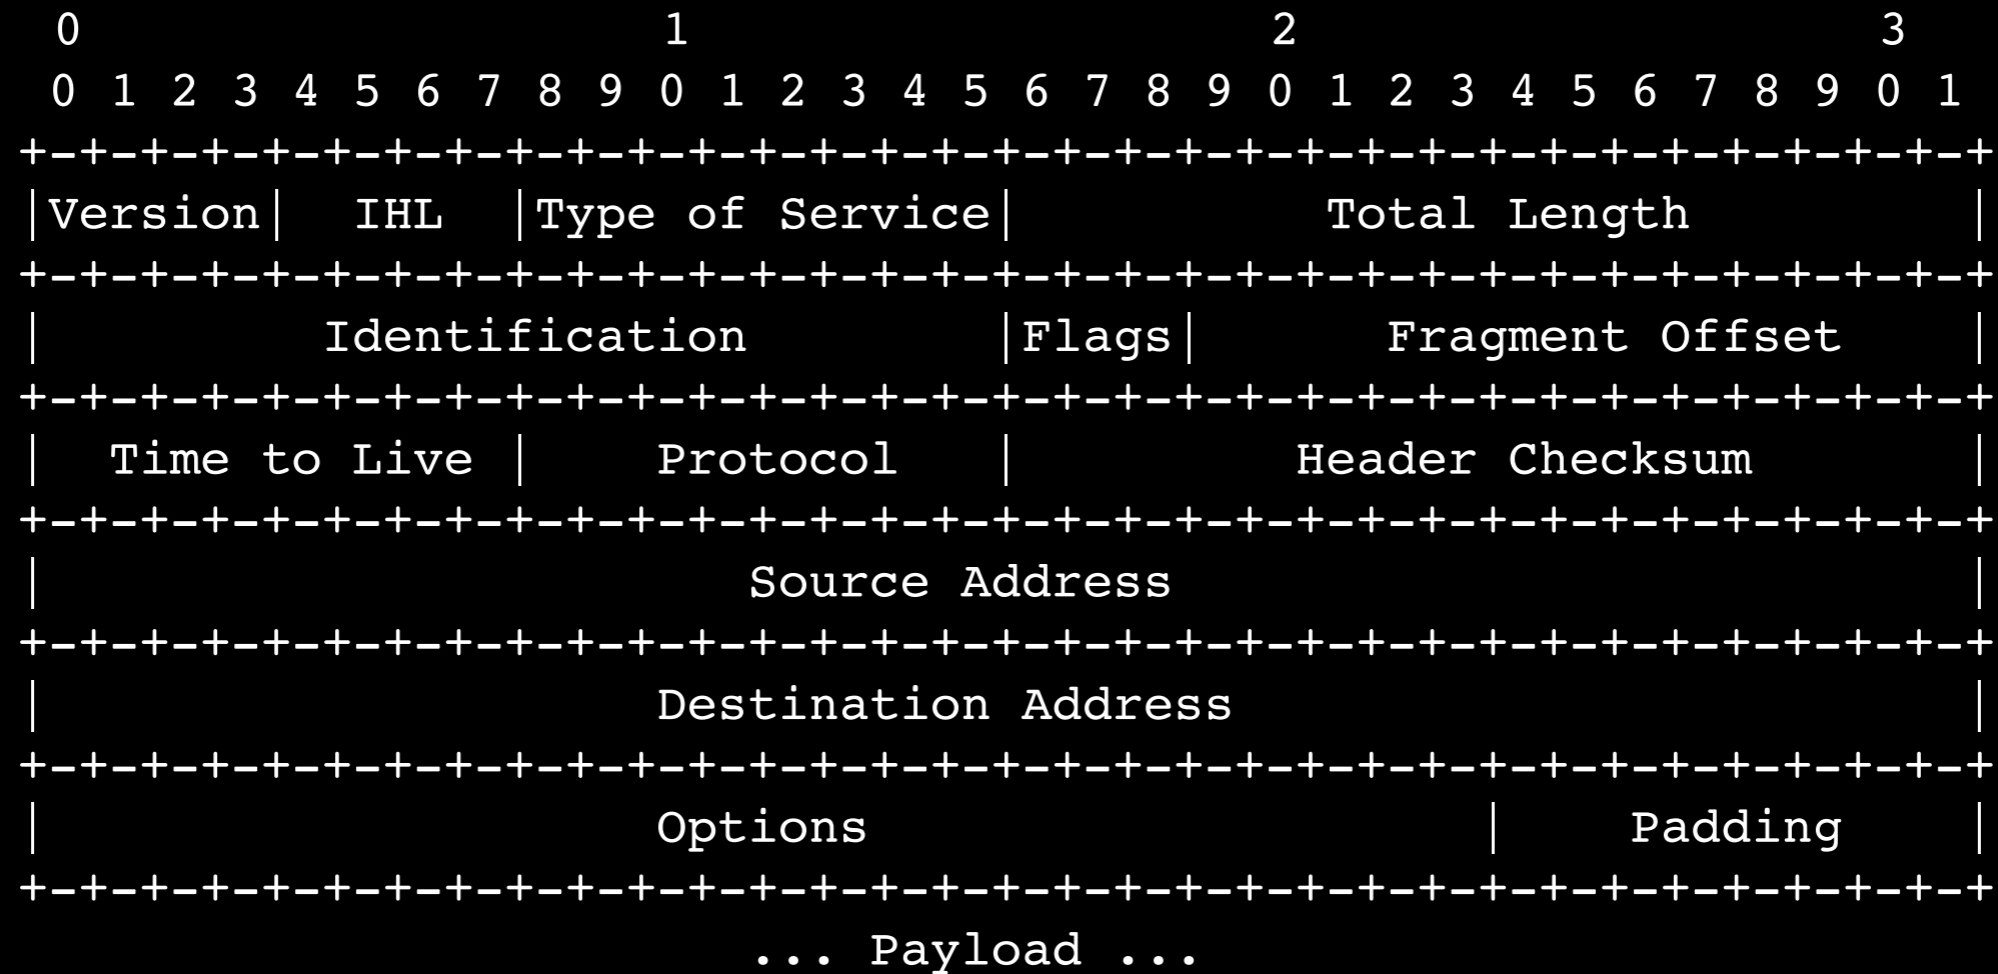 0                   1                   2                   3
 0 1 2 3 4 5 6 7 8 9 0 1 2 3 4 5 6 7 8 9 0 1 2 3 4 5 6 7 8 9 0 1
+-+-+-+-+-+-+-+-+-+-+-+-+-+-+-+-+-+-+-+-+-+-+-+-+-+-+-+-+-+-+-+-+
|Version|  IHL  |Type of Service|          Total Length         |
+-+-+-+-+-+-+-+-+-+-+-+-+-+-+-+-+-+-+-+-+-+-+-+-+-+-+-+-+-+-+-+-+
|         Identification        |Flags|      Fragment Offset    |
+-+-+-+-+-+-+-+-+-+-+-+-+-+-+-+-+-+-+-+-+-+-+-+-+-+-+-+-+-+-+-+-+
|  Time to Live |    Protocol   |         Header Checksum       |
+-+-+-+-+-+-+-+-+-+-+-+-+-+-+-+-+-+-+-+-+-+-+-+-+-+-+-+-+-+-+-+-+
|                       Source Address                          |
+-+-+-+-+-+-+-+-+-+-+-+-+-+-+-+-+-+-+-+-+-+-+-+-+-+-+-+-+-+-+-+-+
|                    Destination Address                        |
+-+-+-+-+-+-+-+-+-+-+-+-+-+-+-+-+-+-+-+-+-+-+-+-+-+-+-+-+-+-+-+-+
|                    Options                    |    Padding    |
+-+-+-+-+-+-+-+-+-+-+-+-+-+-+-+-+-+-+-+-+-+-+-+-+-+-+-+-+-+-+-+-+
                        ... Payload ...